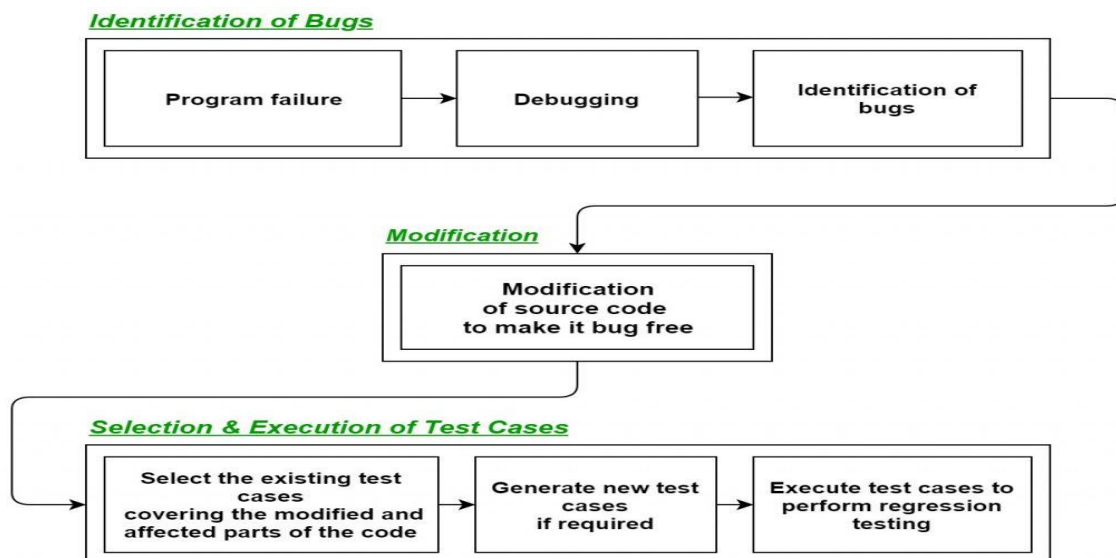 Identification of Bugs
Program failure
Debugging
Identification of
bugs
Modification
Modification
of source code
to make it bug free
Selection & Execution of Test Cases
Select the existing test
cases
covering the modified and
affected parts of the code
Generate new test
cases
if required
Execute test cases to
perform regression
testing